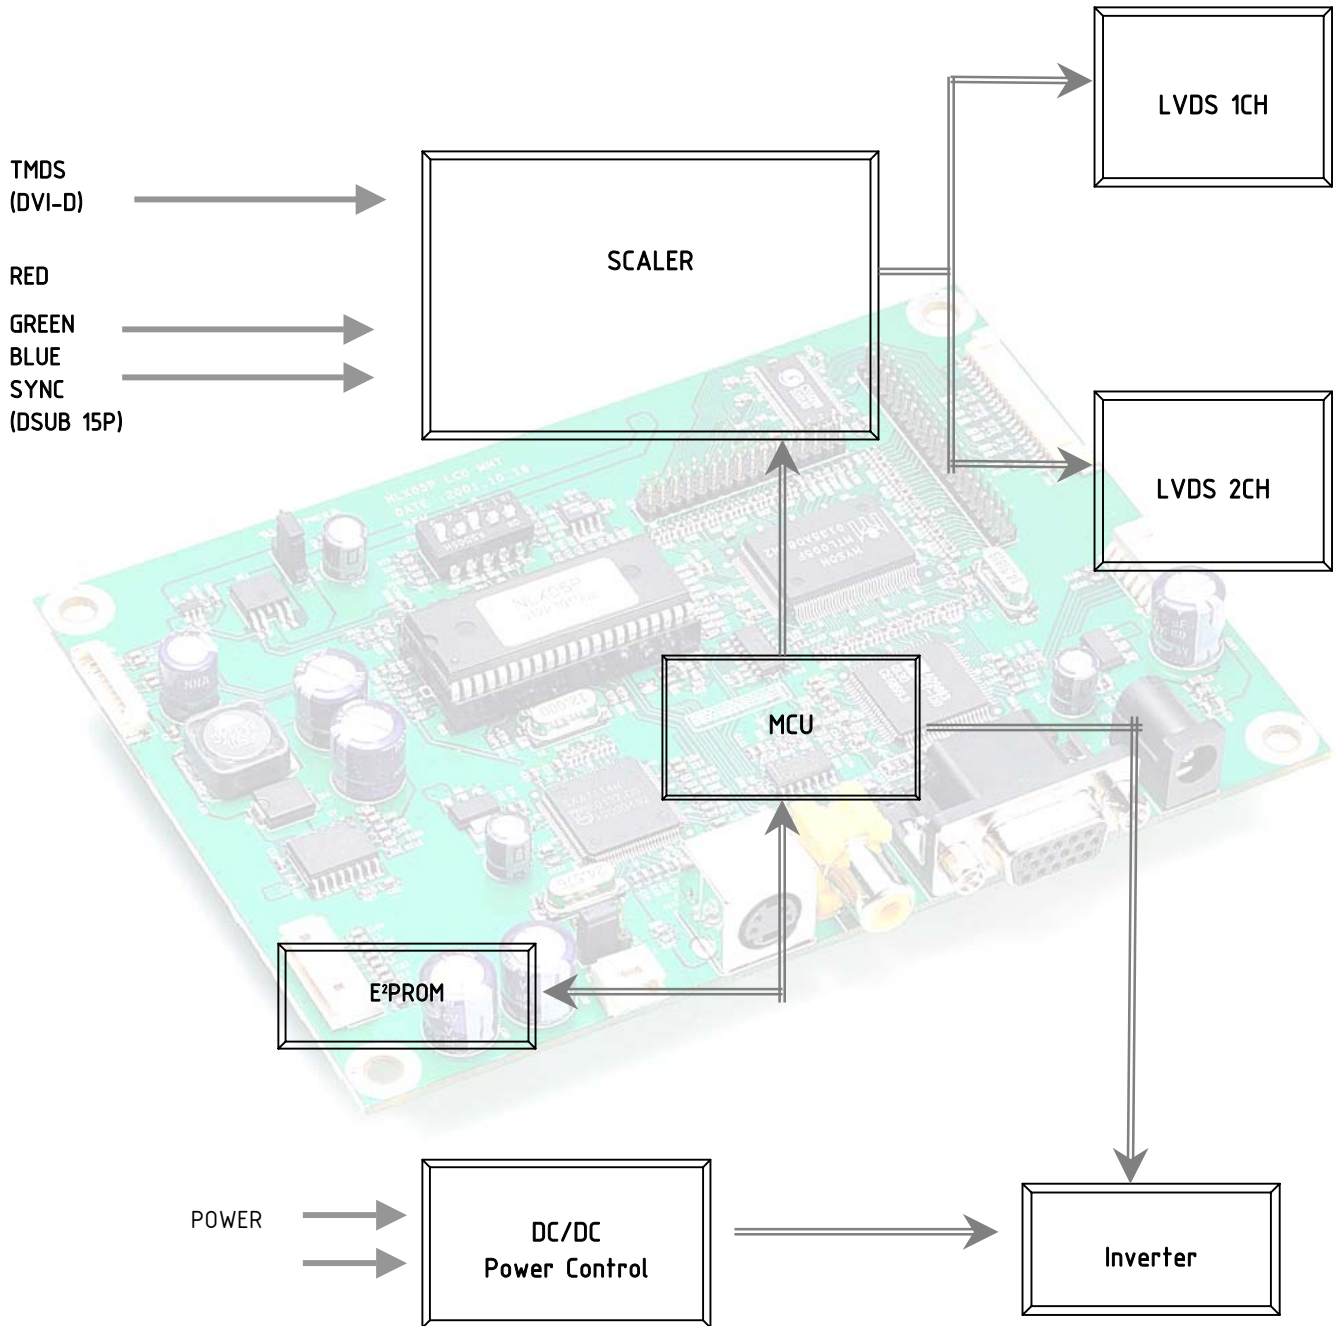 LVDS 1CH
TMDS
(DVI-D)
SCALER
RED
GREEN
BLUE
SYNC
(DSUB 15P)
LVDS 2CH
MCU
E²PROM
POWER
DC/DC
Power Control
Inverter